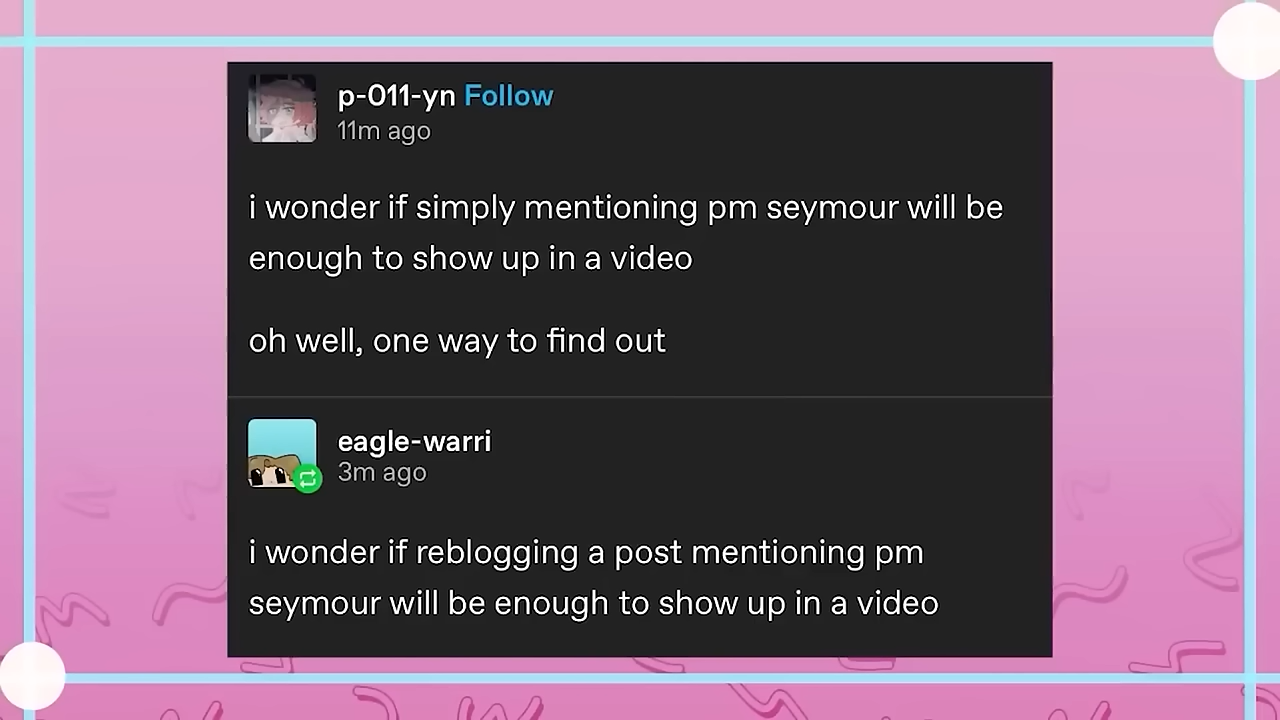 p-011-yn Follow
11m ago
i wonder if simply mentioning pm seymour will be
enough to show up in a video
oh well, one way to find out
eagle-warri
3m ago
i wonder if reblogging a post mentioning pm
seymour will be enough to show up in a video